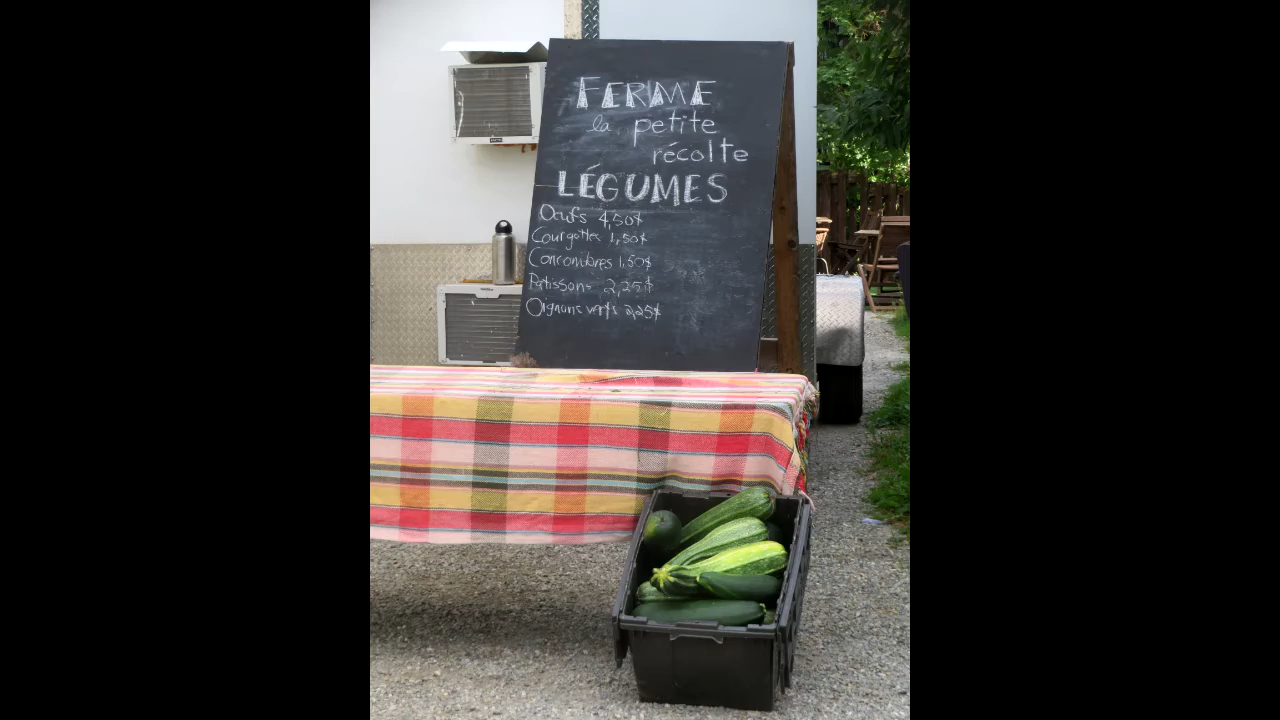 FERME
la petite
récolte
LÉGUMES
Oeufs 4,50$
Courgettes 1,50$
Concombres 1,50$
Patissons 2,25$
Oignons verts 2,25$